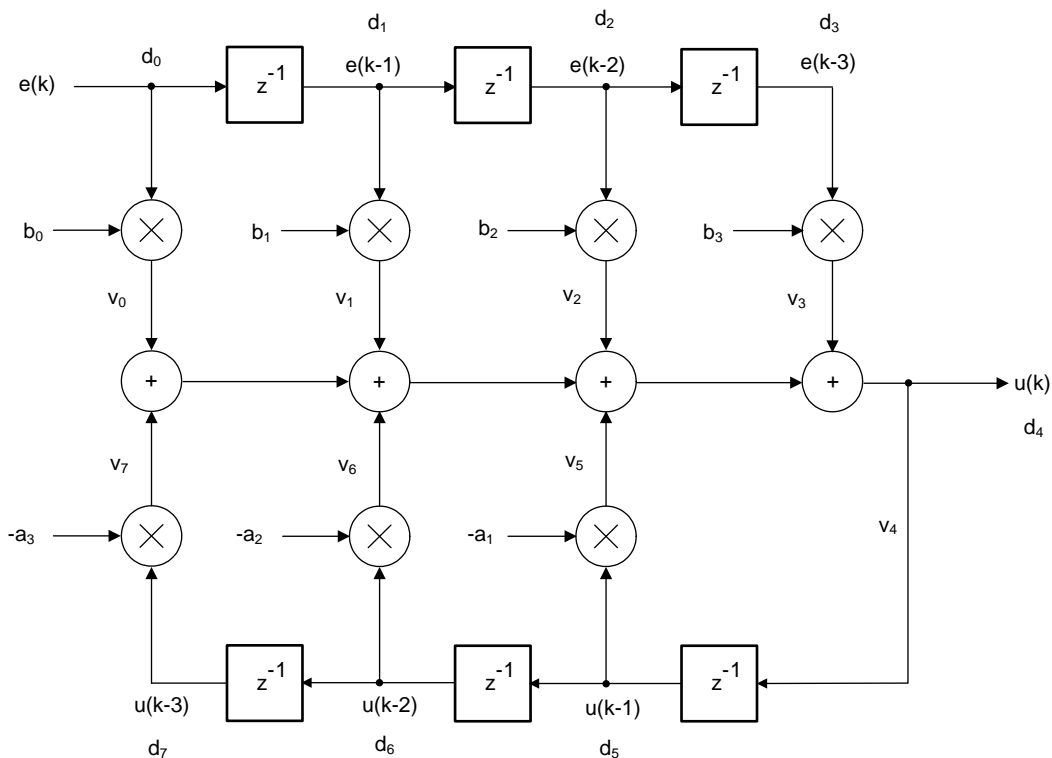 d₀ d₁ d₂ d₃
e(k) z⁻¹ e(k-1) z⁻¹ e(k-2) z⁻¹ e(k-3)
b₀ b₁ b₂ b₃
v₀ v₁ v₂ v₃
+ + + + u(k)
d₄
v₇ v₆ v₅ v₄
-a₃ -a₂ -a₁
z⁻¹ z⁻¹ z⁻¹
u(k-3) u(k-2) u(k-1)
d₇ d₆ d₅